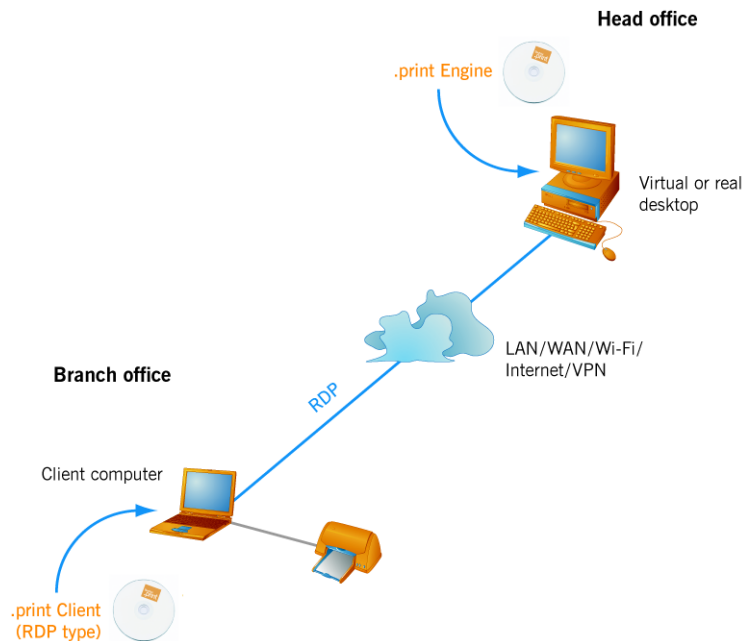 Head office
.print Engine
Virtual or real
desktop
LAN/WAN/Wi-Fi/
Internet/VPN
Branch office
RDP
Client computer
.print Client
(RDP type)